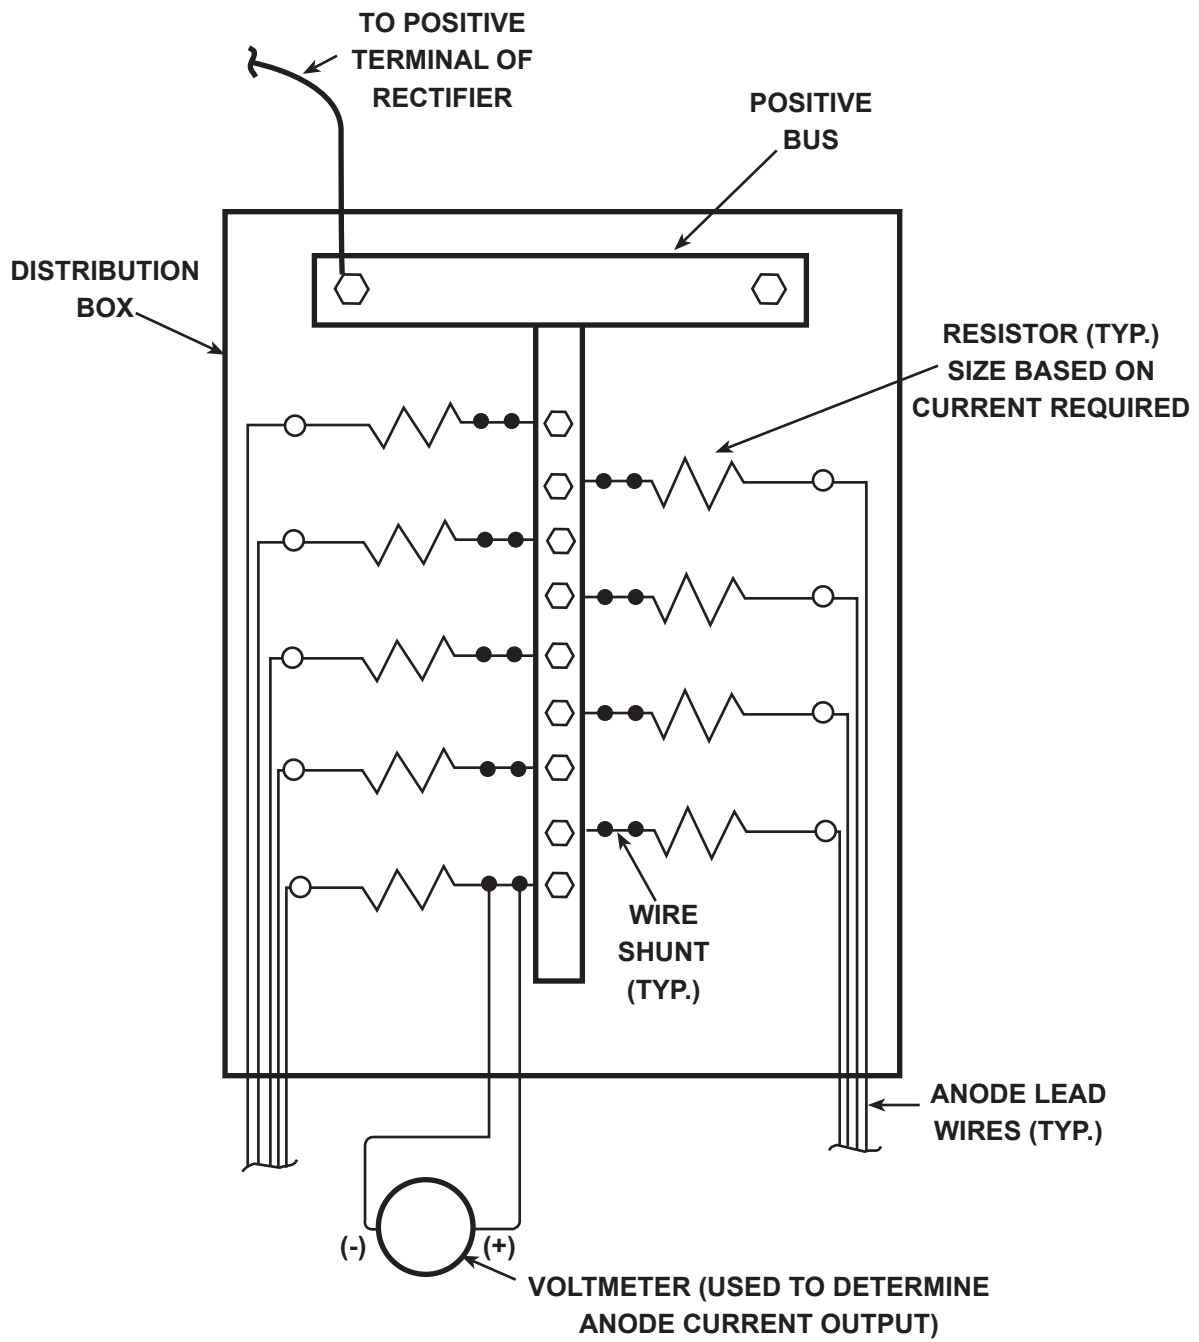 TO POSITIVE
TERMINAL OF
RECTIFIER
POSITIVE
BUS
DISTRIBUTION
BOX
RESISTOR (TYP.)
SIZE BASED ON
CURRENT REQUIRED
WIRE
SHUNT
(TYP.)
ANODE LEAD
WIRES (TYP.)
(-)
(+)
VOLTMETER (USED TO DETERMINE
ANODE CURRENT OUTPUT)